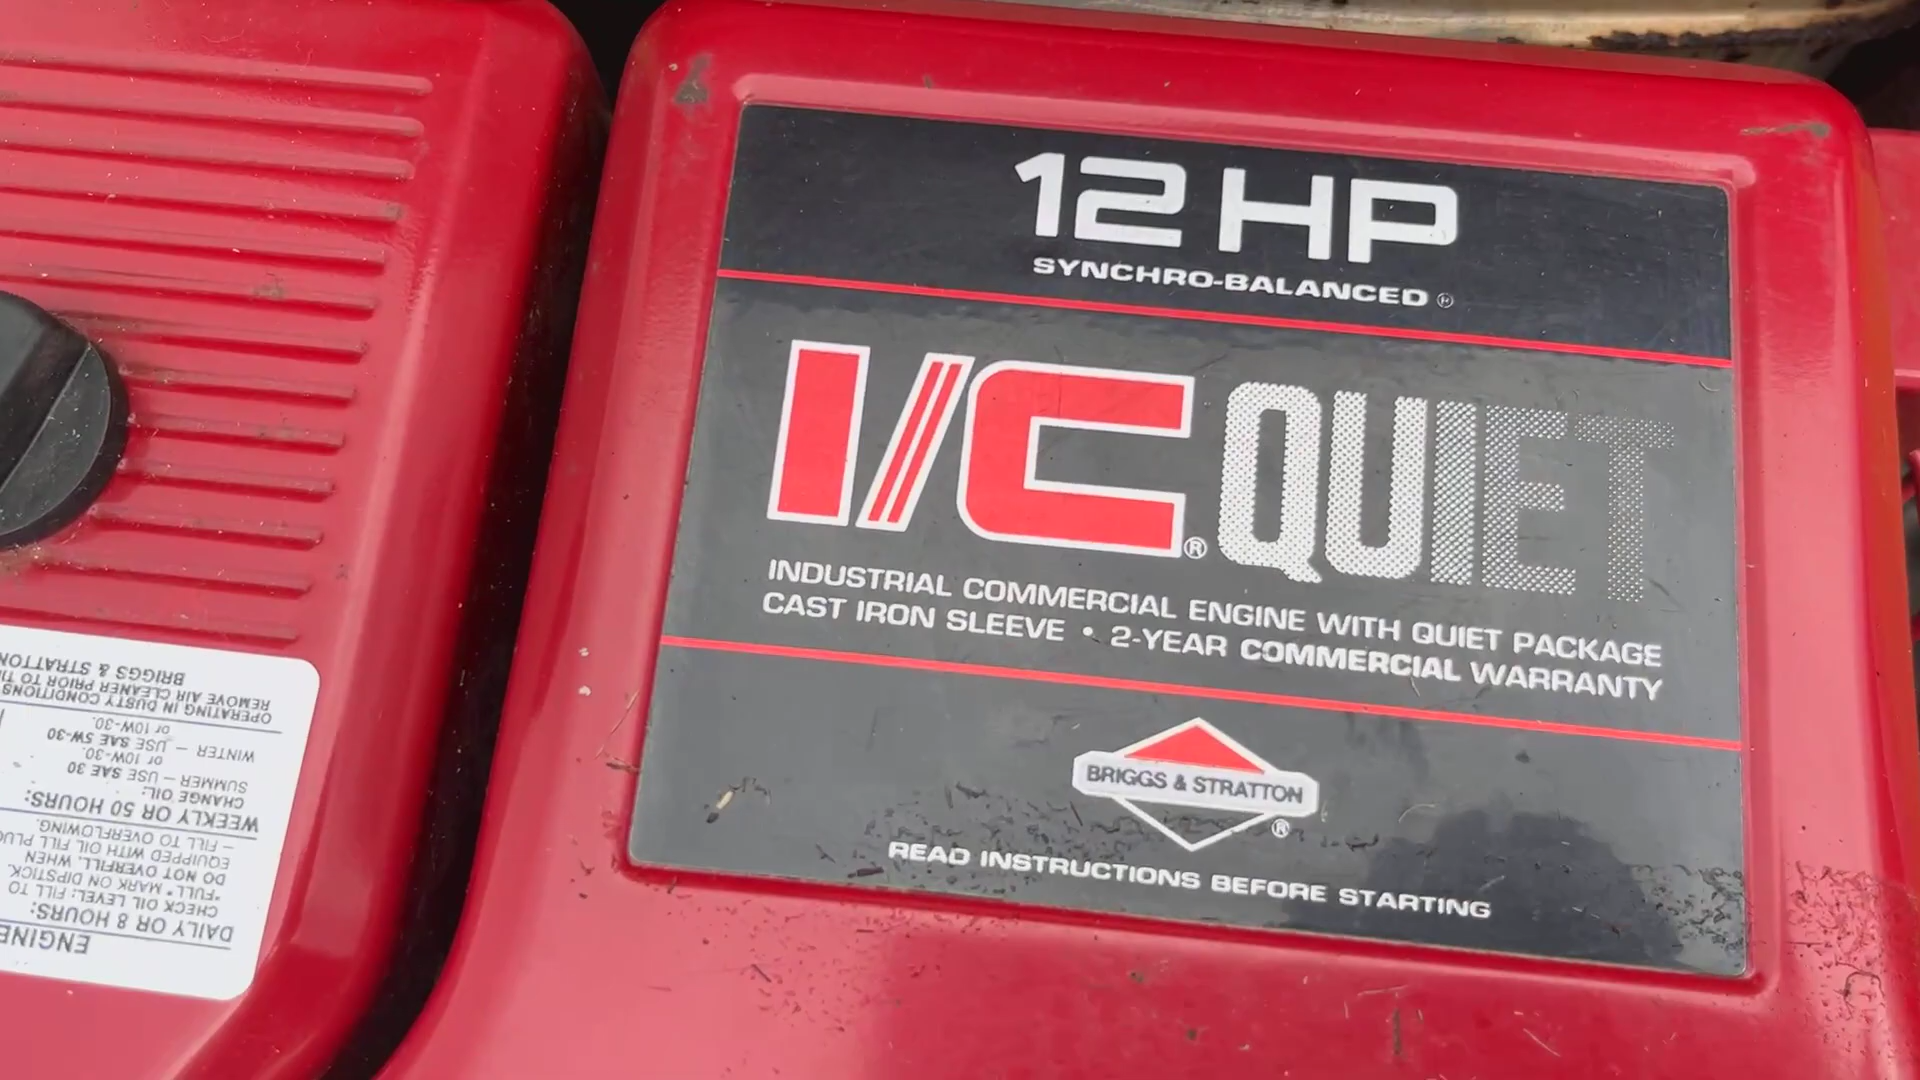 12 HP
SYNCHRO-BALANCED ®
I/C® QUIET
INDUSTRIAL COMMERCIAL ENGINE WITH QUIET PACKAGE
CAST IRON SLEEVE • 2-YEAR COMMERCIAL WARRANTY
BRIGGS & STRATTON
®
READ INSTRUCTIONS BEFORE STARTING
ENGINE
DAILY OR 8 HOURS:
CHECK OIL LEVEL: FILL TO
"FULL" MARK ON DIPSTICK.
DO NOT OVERFILL. WHEN
EQUIPPED WITH OIL FILL PLUG
– FILL TO OVERFLOWING.
WEEKLY OR 50 HOURS:
CHANGE OIL:
SUMMER – USE SAE 30
or 10W-30.
WINTER – USE SAE 5W-30
or 10W-30.
OPERATING IN DUSTY CONDITIONS
REMOVE AIR CLEANER PRIOR TO
BRIGGS & STRATTON